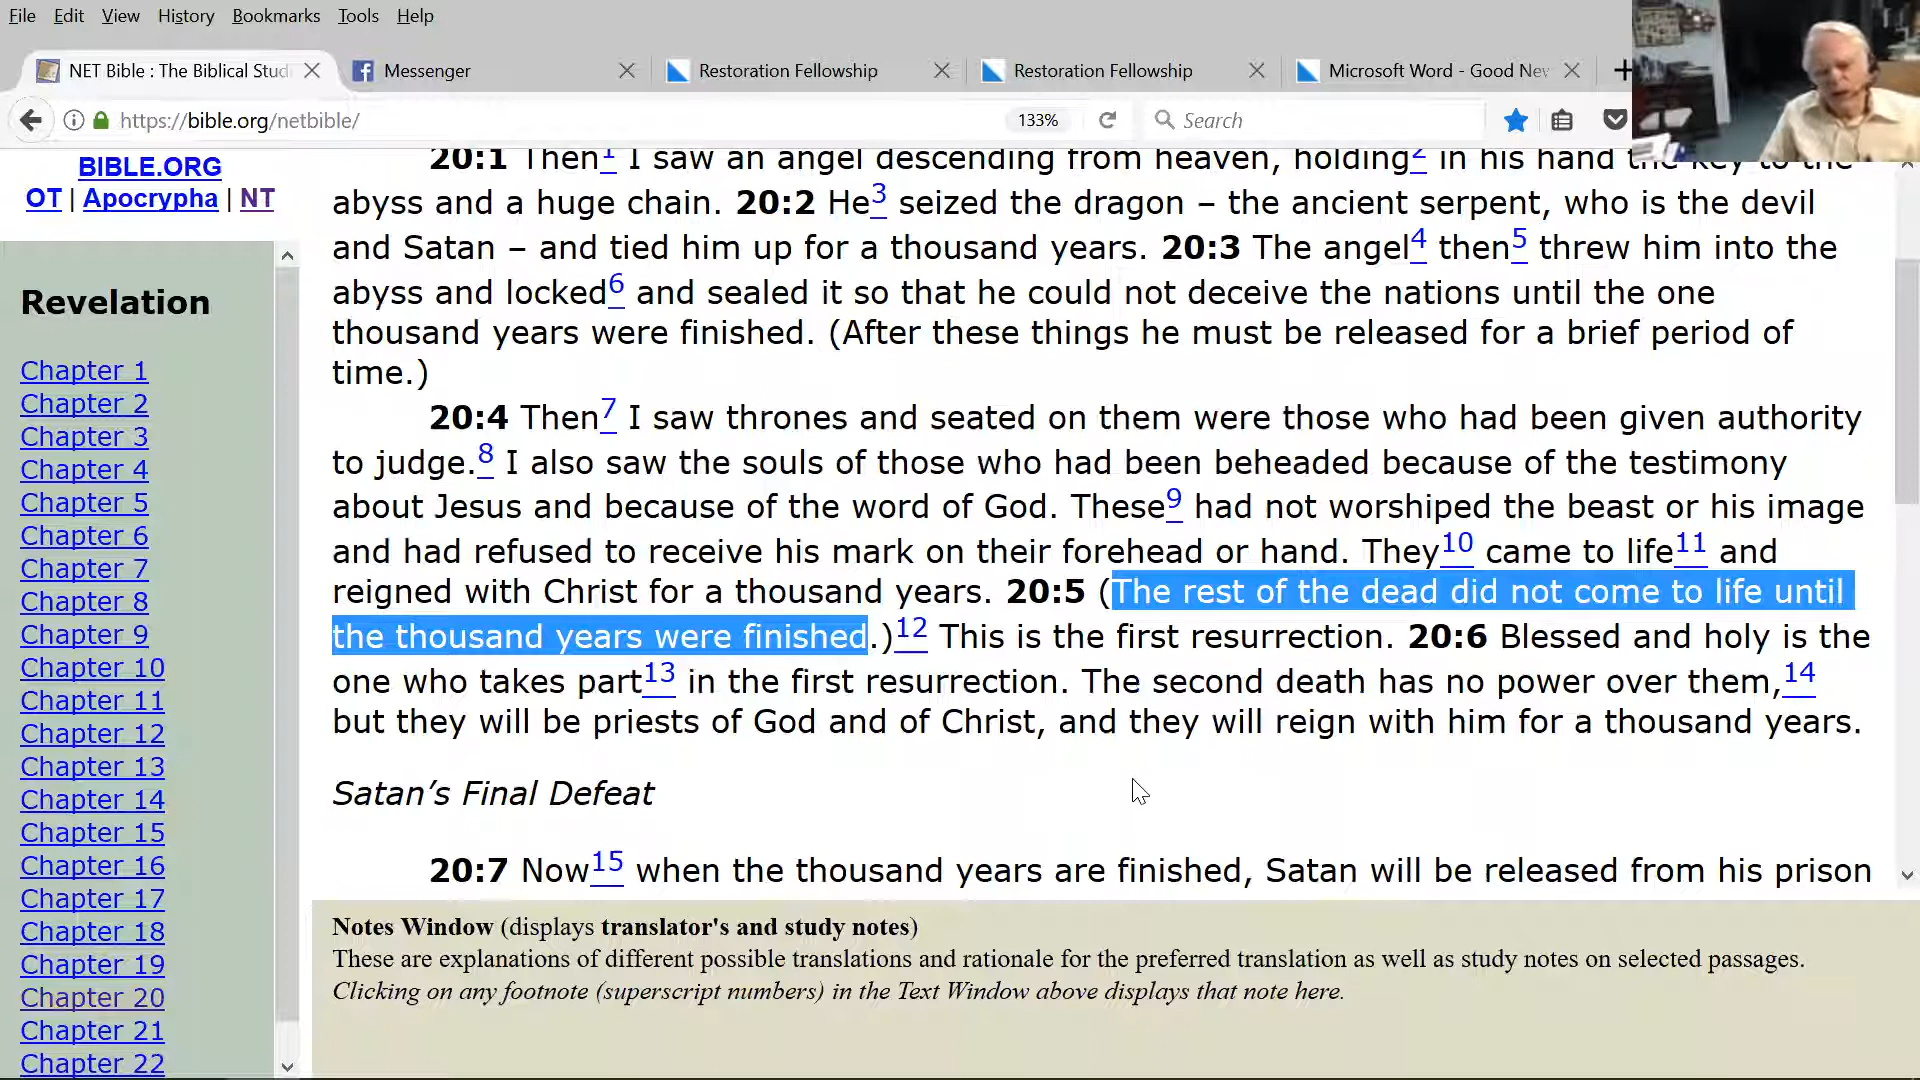 File Edit View History Bookmarks Tools Help
NET Bible : The Biblical Studi
Messenger
Restoration Fellowship
Restoration Fellowship
Microsoft Word - Good Nev
https://bible.org/netbible/
133%
Search
BIBLE.ORG
OT | Apocrypha | NT
Revelation
Chapter 1
Chapter 2
Chapter 3
Chapter 4
Chapter 5
Chapter 6
Chapter 7
Chapter 8
Chapter 9
Chapter 10
Chapter 11
Chapter 12
Chapter 13
Chapter 14
Chapter 15
Chapter 16
Chapter 17
Chapter 18
Chapter 19
Chapter 20
Chapter 21
Chapter 22
20:1 Then1 I saw an angel descending from heaven, holding2 in his hand the key to the
abyss and a huge chain. 20:2 He3 seized the dragon – the ancient serpent, who is the devil
and Satan – and tied him up for a thousand years. 20:3 The angel4 then5 threw him into the
abyss and locked6 and sealed it so that he could not deceive the nations until the one
thousand years were finished. (After these things he must be released for a brief period of
time.)
20:4 Then7 I saw thrones and seated on them were those who had been given authority
to judge.8 I also saw the souls of those who had been beheaded because of the testimony
about Jesus and because of the word of God. These9 had not worshiped the beast or his image
and had refused to receive his mark on their forehead or hand. They10 came to life11 and
reigned with Christ for a thousand years. 20:5 (The rest of the dead did not come to life until
the thousand years were finished.)12 This is the first resurrection. 20:6 Blessed and holy is the
one who takes part13 in the first resurrection. The second death has no power over them,14
but they will be priests of God and of Christ, and they will reign with him for a thousand years.
Satan’s Final Defeat
20:7 Now15 when the thousand years are finished, Satan will be released from his prison
Notes Window (displays translator's and study notes)
These are explanations of different possible translations and rationale for the preferred translation as well as study notes on selected passages.
Clicking on any footnote (superscript numbers) in the Text Window above displays that note here.